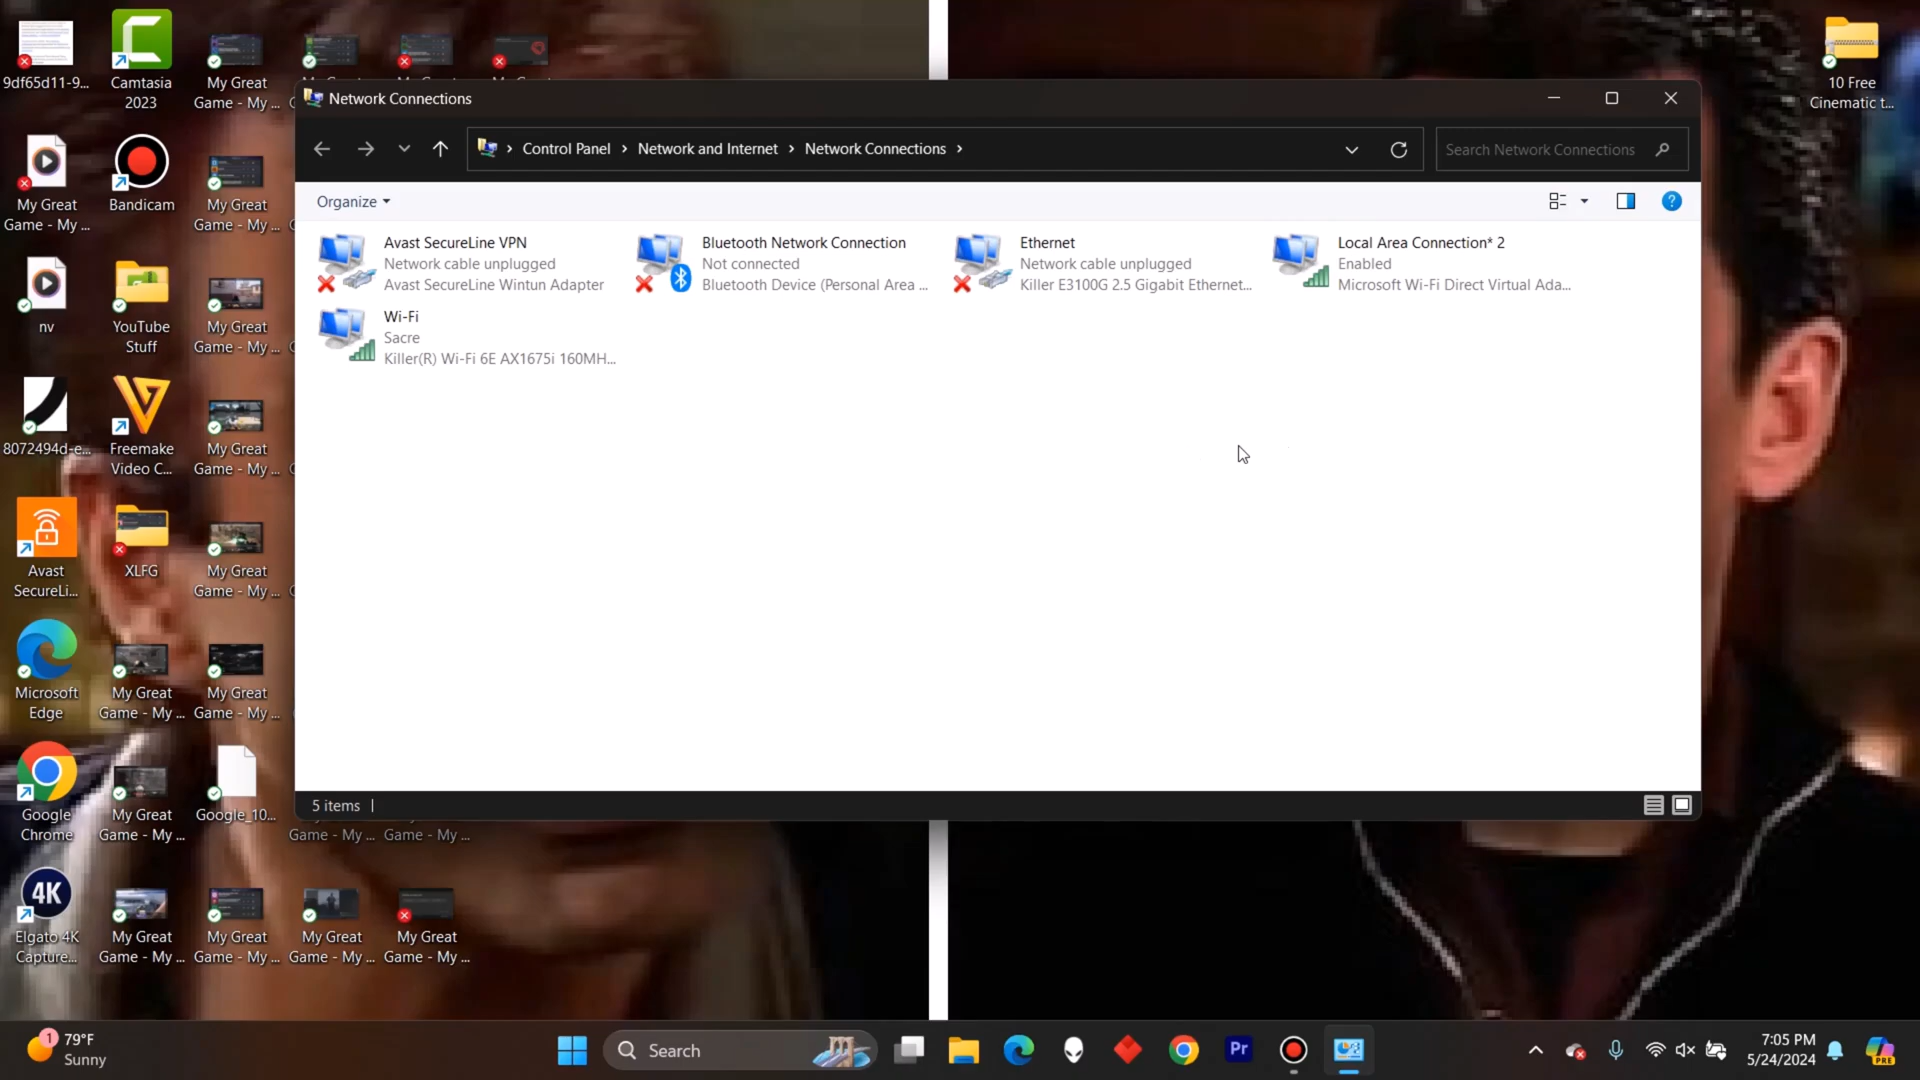 9df65d11-9...
Camtasia
2023
My Great
Game - My ...
10 Free
Cinematic t...
Network Connections
Control Panel
Network and Internet
Network Connections
Search Network Connections
Organize
Avast SecureLine VPN
Network cable unplugged
Avast SecureLine Wintun Adapter
Bluetooth Network Connection
Not connected
Bluetooth Device (Personal Area ...
Ethernet
Network cable unplugged
Killer E3100G 2.5 Gigabit Ethernet...
Local Area Connection* 2
Enabled
Microsoft Wi-Fi Direct Virtual Ada...
Wi-Fi
Sacre
Killer(R) Wi-Fi 6E AX1675i 160MH...
5 items
My Great
Game - My ...
Bandicam
My Great
Game - My ...
nv
YouTube
Stuff
My Great
Game - My ...
8072494d-e...
Freemake
Video C...
My Great
Game - My ...
Avast
SecureLi...
XLFG
My Great
Game - My ...
Microsoft
Edge
My Great
Game - My ...
My Great
Game - My ...
Google
Chrome
My Great
Game - My ...
Google_10...
Game - My ...
Game - My ...
4K
Elgato 4K
Capture...
My Great
Game - My ...
My Great
Game - My ...
My Great
Game - My ...
My Great
Game - My ...
1
79°F
Sunny
Search
Pr
7:05 PM
5/24/2024
PRE